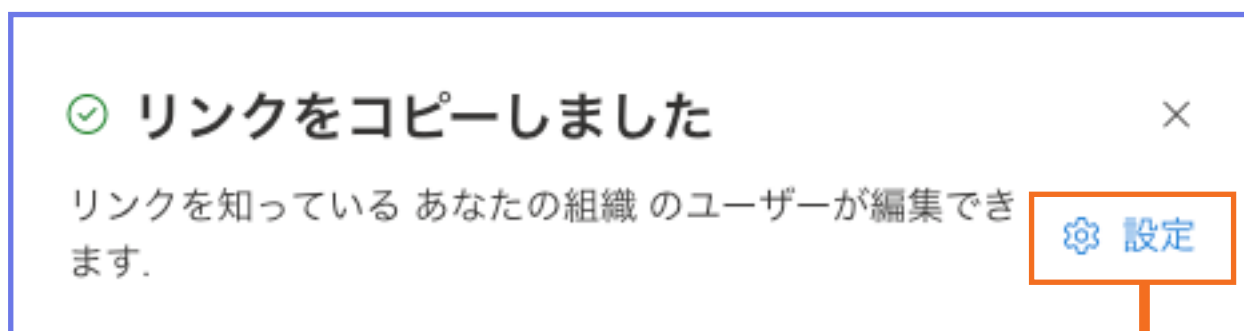 リンクをコピーしました
リンクを知っている あなたの組織 のユーザーが編集でき
ます.
設定